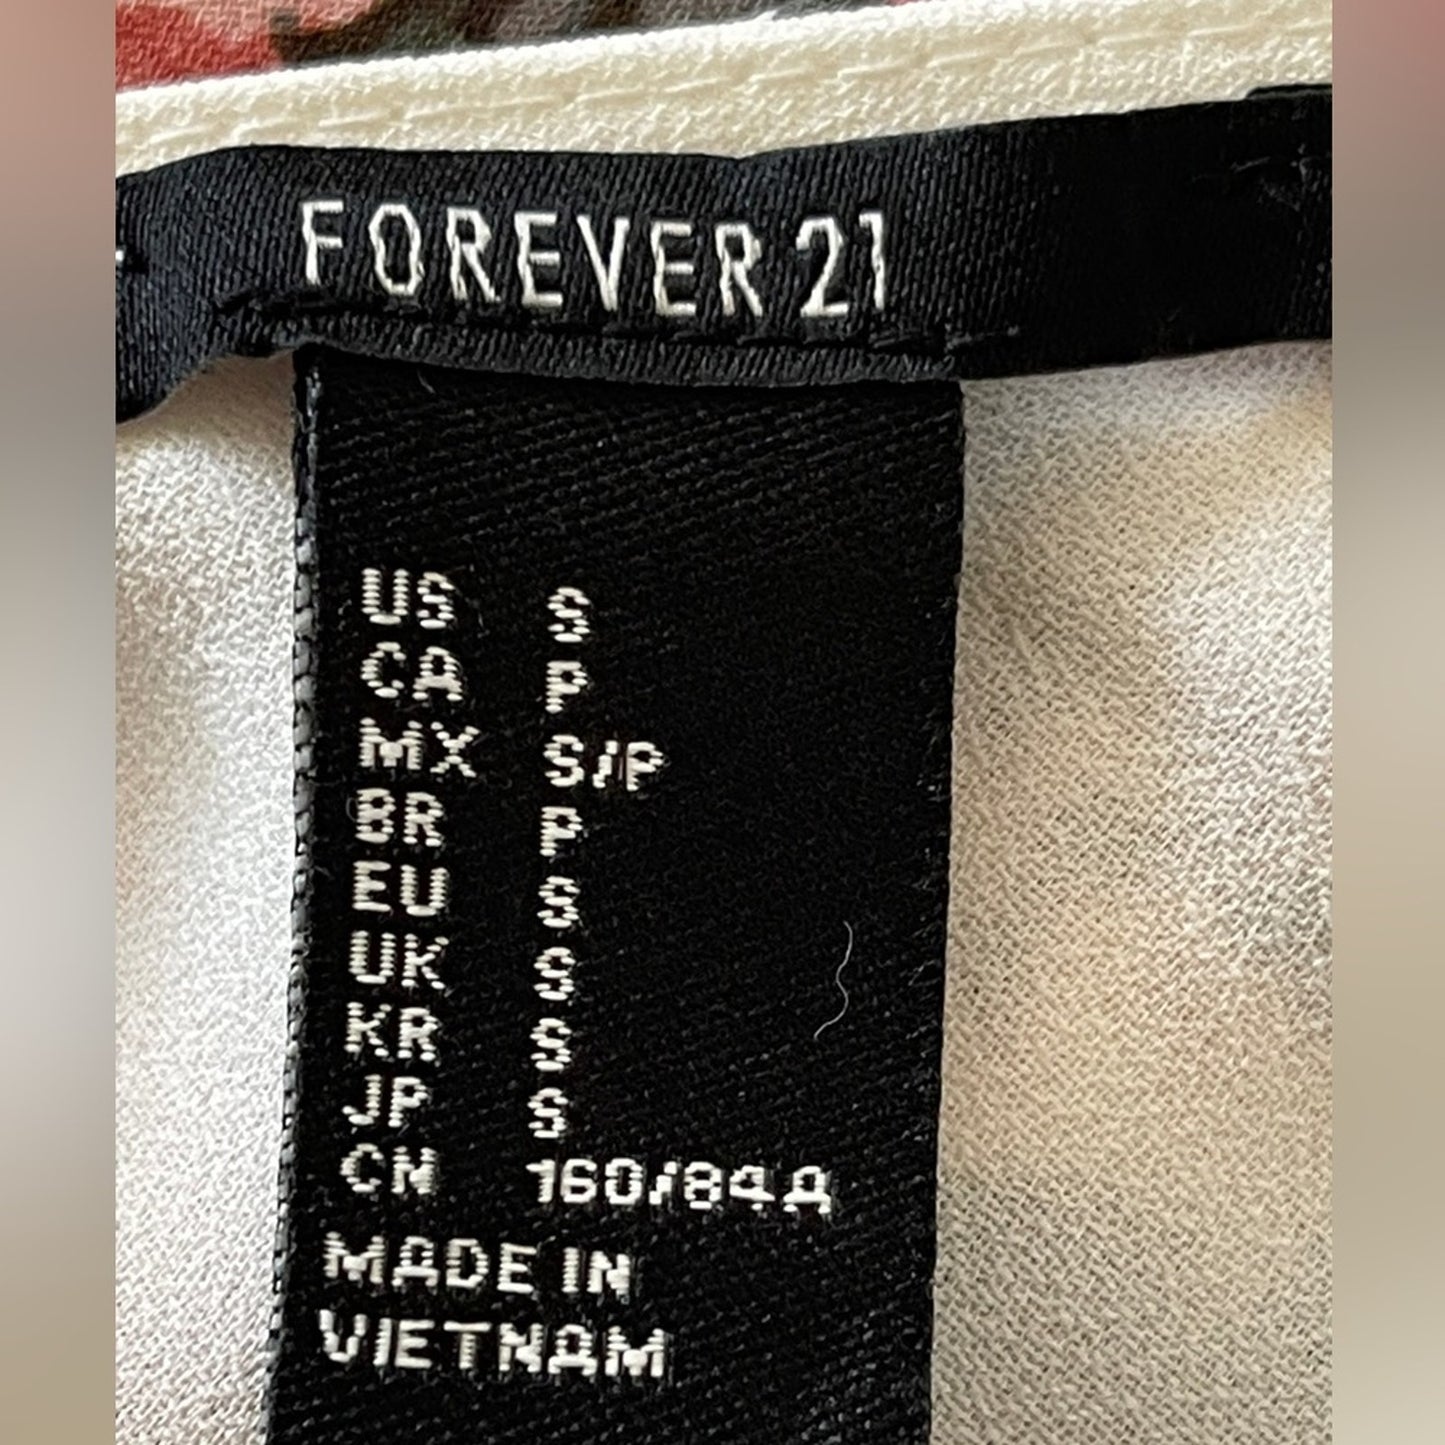 FOREVER 21
US S
CA P
MX S/P
BR P
EU S
UK S
KR S
JP S
CN 160/84A
MADE IN
VIETNAM